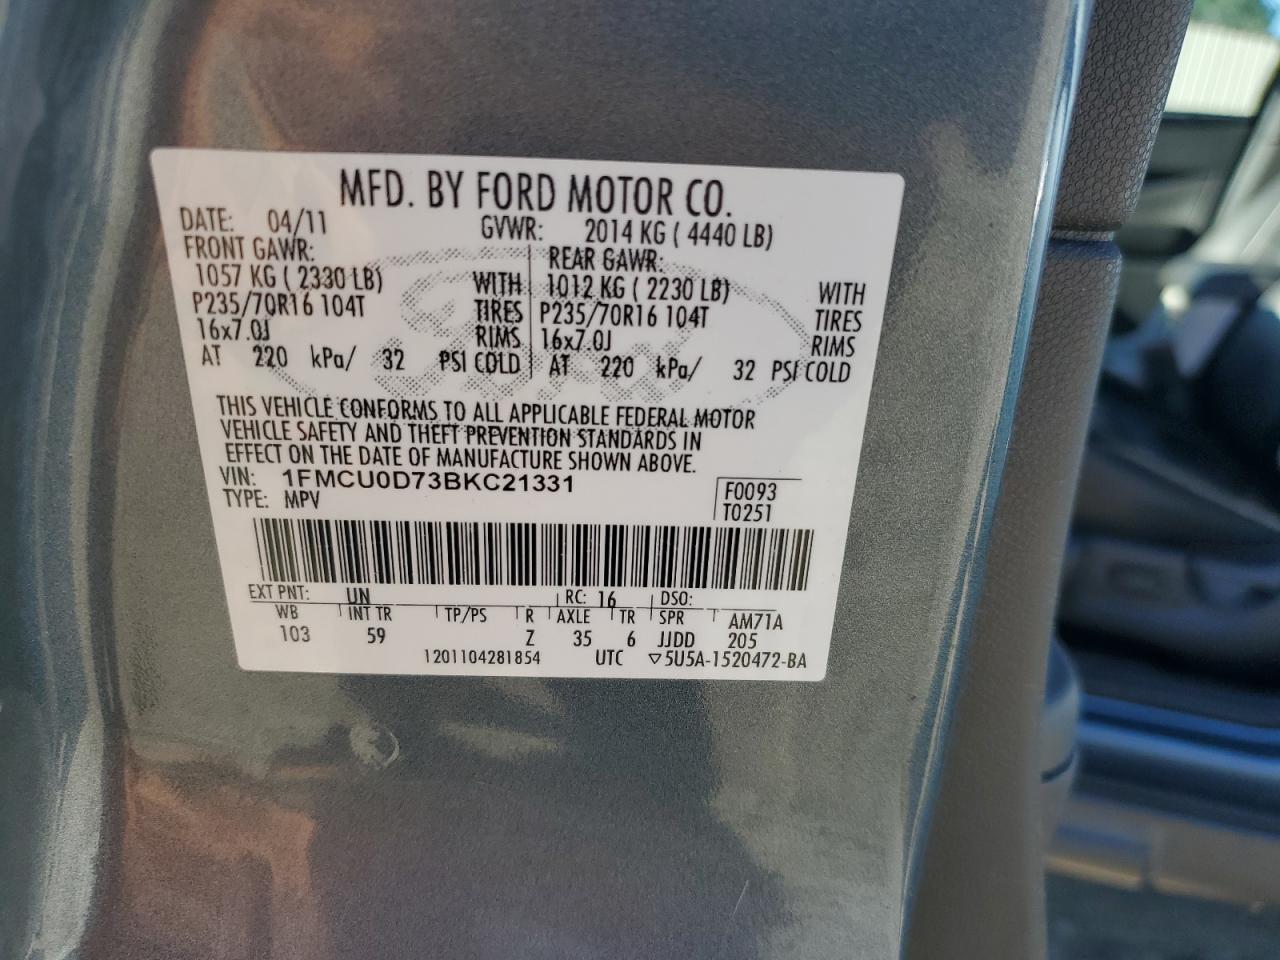 MFD. BY FORD MOTOR CO.
DATE: 04/11 GVWR: 2014 KG ( 4440 LB)
FRONT GAWR: REAR GAWR:
1057 KG ( 2330 LB) WITH 1012 KG ( 2230 LB) WITH
P235/70R16 104T TIRES P235/70R16 104T TIRES
16x7.0J RIMS 16x7.0J RIMS
AT 220 kPa/ 32 PSI COLD AT 220 kPa/ 32 PSI COLD
THIS VEHICLE CONFORMS TO ALL APPLICABLE FEDERAL MOTOR
VEHICLE SAFETY AND THEFT PREVENTION STANDARDS IN
EFFECT ON THE DATE OF MANUFACTURE SHOWN ABOVE.
VIN: 1FMCU0D73BKC21331 F0093
TYPE: MPV T0251
EXT PNT: UN RC: 16 DSO:
WB INT TR TP/PS R AXLE TR SPR AM71A
103 59 Z 35 6 JJDD 205
1201104281854 UTC ▽5U5A-1520472-BA